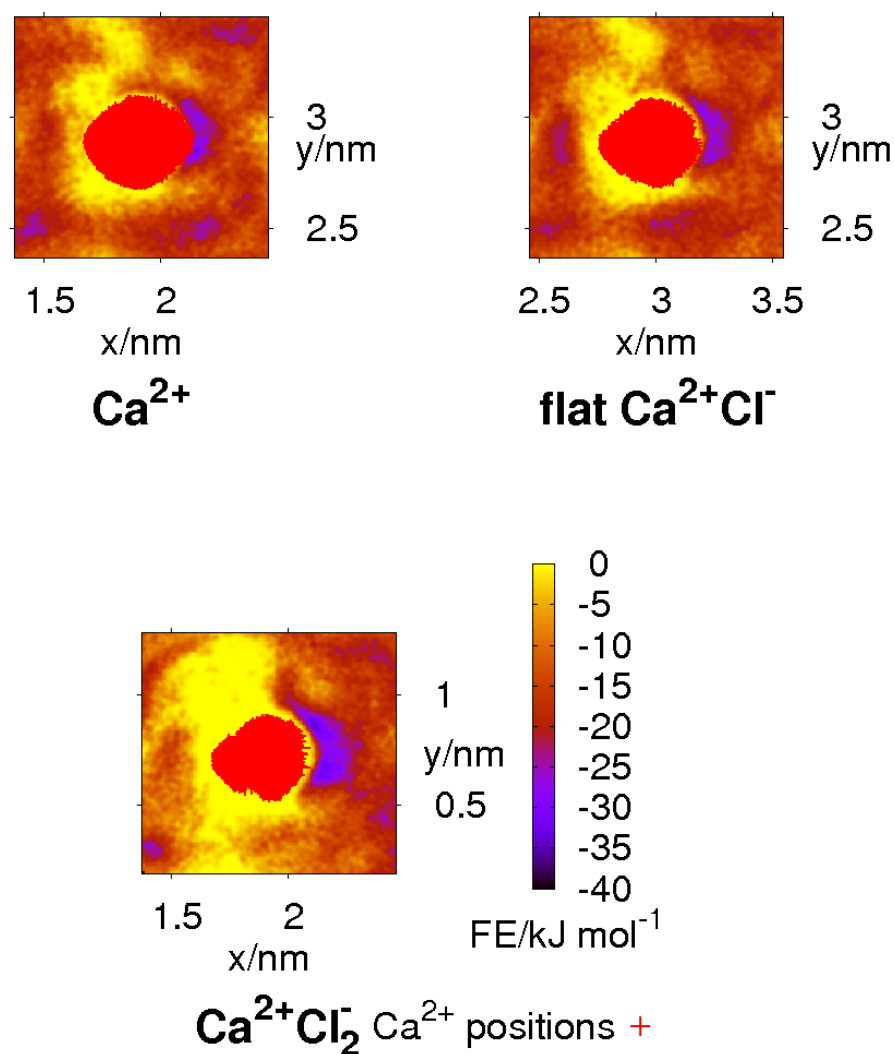 3
y/nm
2.5
1.5 2
x/nm
Ca²⁺
3
y/nm
2.5
2.5 3 3.5
x/nm
flat Ca²⁺Cl⁻
1
y/nm
0.5
1.5 2
x/nm
0
-5
-10
-15
-20
-25
-30
-35
-40
FE/kJ mol⁻¹
Ca²⁺Cl₂⁻ Ca²⁺ positions +